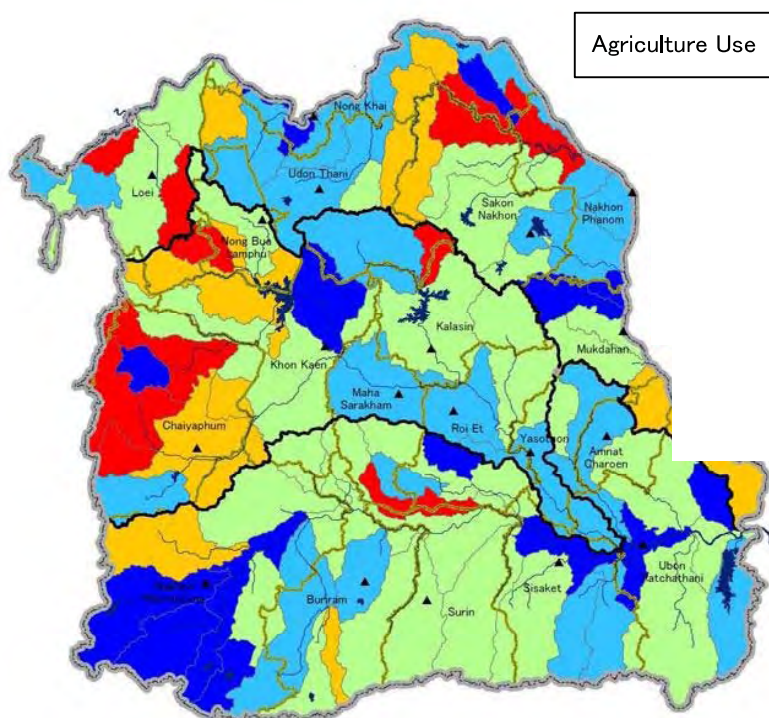 Agriculture Use
Nong Khai
Udon Thani
Loei
Sakon
Nakhon
Nakhon
Phanom
Nong Bua
Lamphu
Kalasin
Mukdahan
Khon Kaen
Maha
Sarakham
Roi Et
Chaiyaphum
Yasothon
Amnat
Charoen
Ubon
Ratchathani
Sisaket
Buriram
Surin